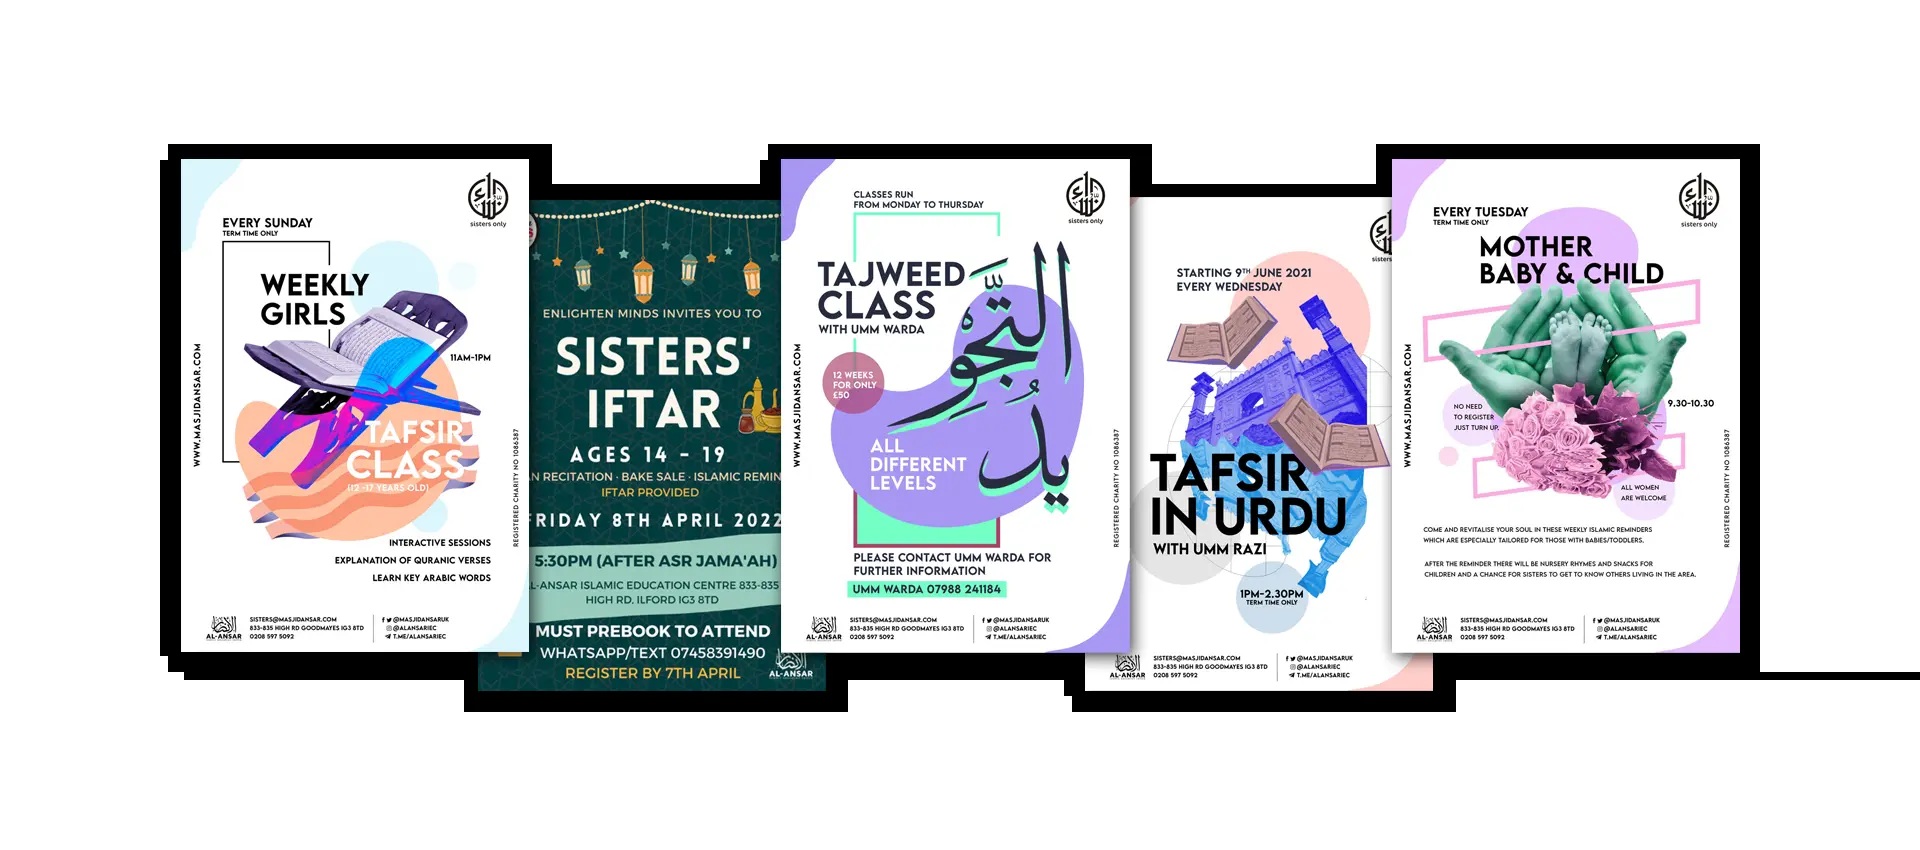 EVERY SUNDAY
TERM TIME ONLY
sisters only
WEEKLY
GIRLS
11AM-1PM
WWW.MASJIDANSAR.COM
TAFSIR
CLASS
(12 -17 YEARS OLD)
REGISTERED CHARITY NO 1086387
INTERACTIVE SESSIONS
EXPLANATION OF QURANIC VERSES
LEARN KEY ARABIC WORDS
AL-ANSAR
SISTERS@MASJIDANSAR.COM
833-835 HIGH RD GOODMAYES IG3 8TD
0208 597 5092
@MASJIDANSARUK
@ALANSARIEC
T.ME/ALANSARIEC
ENLIGHTEN MINDS INVITES YOU TO
SISTERS'
IFTAR
AGES 14 - 19
RECITATION · BAKE SALE · ISLAMIC
IFTAR PROVIDED
FRIDAY 8TH APRIL 2022
5:30PM (AFTER ASR JAMA'AH)
AL-ANSAR ISLAMIC EDUCATION CENTRE 833-835
HIGH RD. ILFORD IG3 8TD
MUST PREBOOK TO ATTEND
WHATSAPP/TEXT 07458391490
REGISTER BY 7TH APRIL
AL-ANSAR
CLASSES RUN
FROM MONDAY TO THURSDAY
sisters only
TAJWEED
CLASS
WITH UMM WARDA
التَّجْوِيدُ
12 WEEKS
FOR ONLY
£50
WWW.MASJIDANSAR.COM
ALL
DIFFERENT
LEVELS
REGISTERED CHARITY NO 1086387
PLEASE CONTACT UMM WARDA FOR
FURTHER INFORMATION
UMM WARDA 07988 241184
AL-ANSAR
SISTERS@MASJIDANSAR.COM
833-835 HIGH RD GOODMAYES IG3 8TD
0208 597 5092
@MASJIDANSARUK
@ALANSARIEC
T.ME/ALANSARIEC
STARTING 9TH JUNE 2021
EVERY WEDNESDAY
TAFSIR
IN URDU
WITH UMM RAZI
1PM-2.30PM
TERM TIME ONLY
AL-ANSAR
SISTERS@MASJIDANSAR.COM
833-835 HIGH RD GOODMAYES IG3 8TD
0208 597 5092
@MASJIDANSARUK
@ALANSARIEC
T.ME/ALANSARIEC
EVERY TUESDAY
TERM TIME ONLY
sisters only
MOTHER
BABY & CHILD
WWW.MASJIDANSAR.COM
NO NEED
TO REGISTER
JUST TURN UP.
9.30-10.30
ALL WOMEN
ARE WELCOME
REGISTERED CHARITY NO 1086387
COME AND REVITALISE YOUR SOUL IN THESE WEEKLY ISLAMIC REMINDERS
WHICH ARE ESPECIALLY TAILORED FOR THOSE WITH BABIES/TODDLERS.
AFTER THE REMINDER THERE WILL BE NURSERY RHYMES AND SNACKS FOR
CHILDREN AND A CHANCE FOR SISTERS TO GET TO KNOW OTHERS LIVING IN THE AREA.
AL-ANSAR
SISTERS@MASJIDANSAR.COM
833-835 HIGH RD GOODMAYES IG3 8TD
0208 597 5092
@MASJIDANSARUK
@ALANSARIEC
T.ME/ALANSARIEC